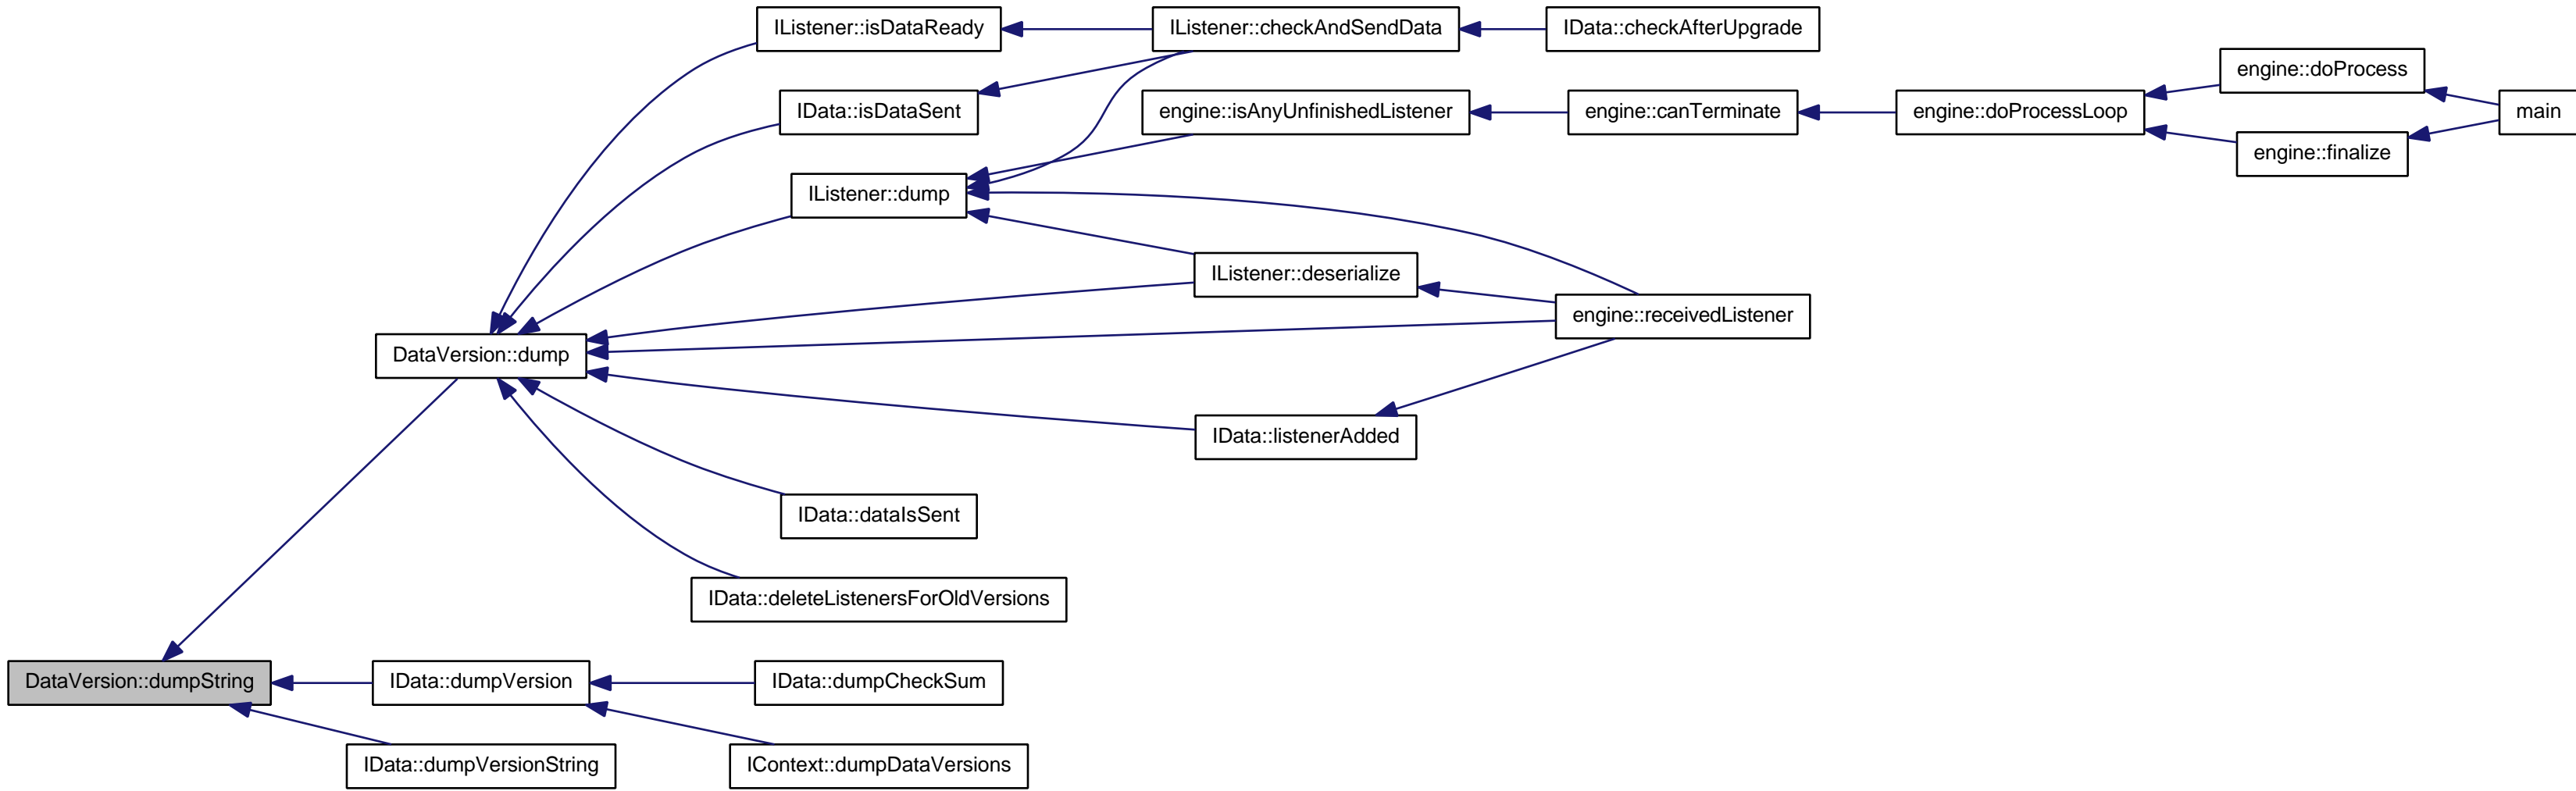 IListener::isDataReady
IListener::checkAndSendData
IData::checkAfterUpgrade
engine::doProcess
IData::isDataSent
engine::isAnyUnfinishedListener
engine::canTerminate
engine::doProcessLoop
main
engine::finalize
IListener::dump
IListener::deserialize
engine::receivedListener
DataVersion::dump
IData::listenerAdded
IData::dataIsSent
IData::deleteListenersForOldVersions
DataVersion::dumpString
IData::dumpVersion
IData::dumpCheckSum
IData::dumpVersionString
IContext::dumpDataVersions